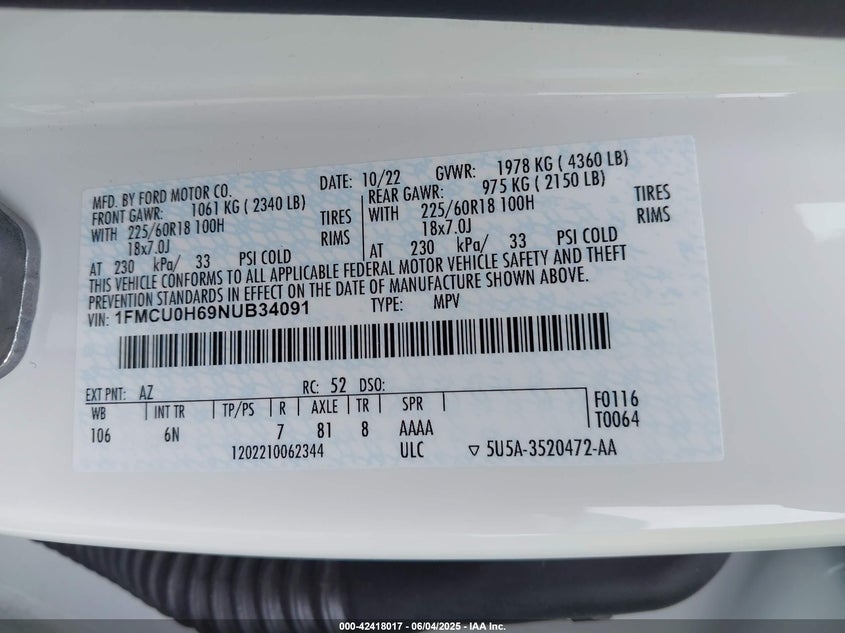 MFD. BY FORD MOTOR CO. DATE: 10/22 GVWR: 1978 KG ( 4360 LB)
FRONT GAWR: 1061 KG ( 2340 LB) REAR GAWR: 975 KG ( 2150 LB)
WITH 225/60R18 100H TIRES WITH 225/60R18 100H TIRES
18x7.0J RIMS 18x7.0J RIMS
AT 230 kPa/ 33 PSI COLD AT 230 kPa/ 33 PSI COLD
THIS VEHICLE CONFORMS TO ALL APPLICABLE FEDERAL MOTOR VEHICLE SAFETY AND THEFT
PREVENTION STANDARDS IN EFFECT ON THE DATE OF MANUFACTURE SHOWN ABOVE.
VIN: 1FMCU0H69NUB34091 TYPE: MPV
EXT PNT: AZ RC: 52 DSO:
WB INT TR TP/PS R AXLE TR SPR F0116
106 6N 7 81 8 AAAA T0064
1202210062344 ULC ▽ 5U5A-3520472-AA
000-42418017 - 06/04/2025 - IAA Inc.